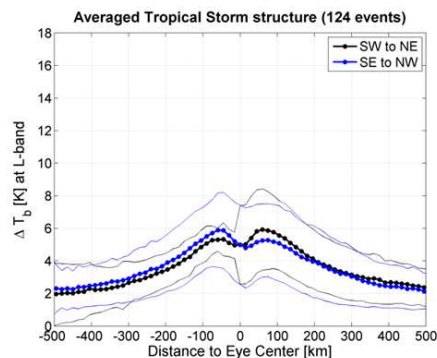 Averaged Tropical Storm structure (124 events)
SW to NE
SE to NW
Δ T_b [K] at L-band
18
16
14
12
10
8
6
4
2
0
-500 -400 -300 -200 -100 0 100 200 300 400 500
Distance to Eye Center [km]